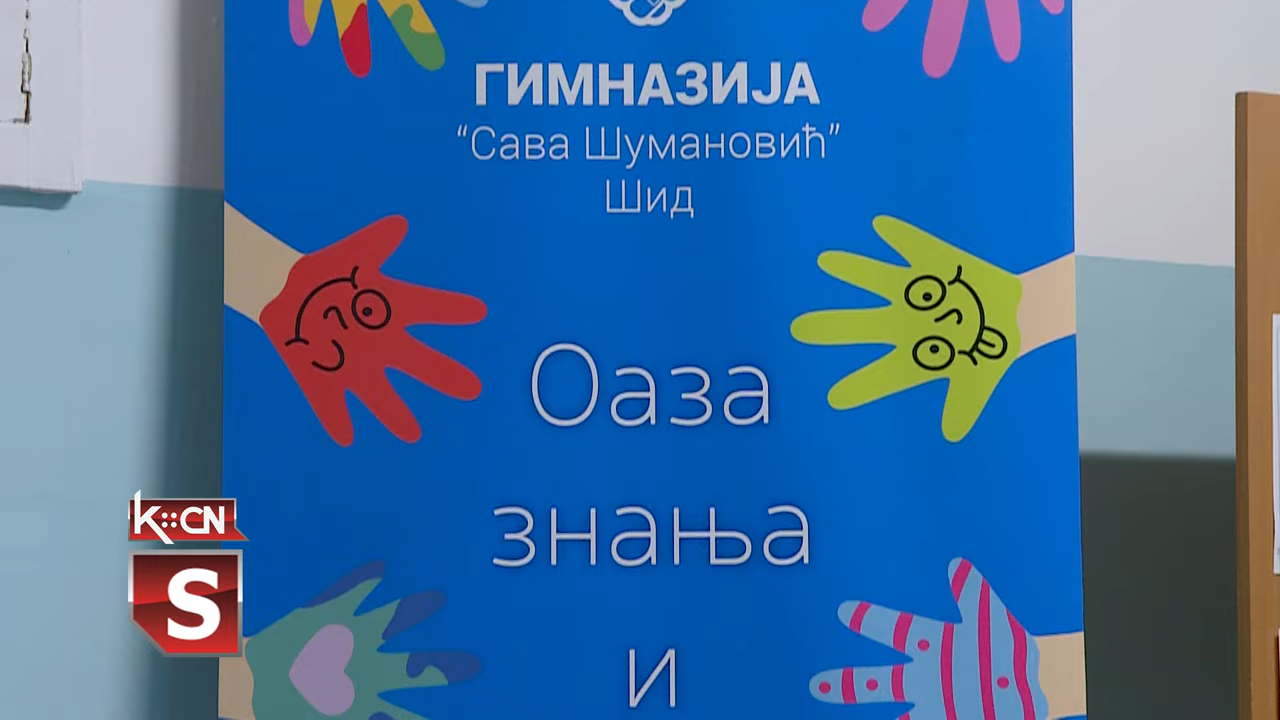 ГИМНАЗИЈА
“Сава Шумановић”
Шид
Оаза
знања
и
K::CN
S